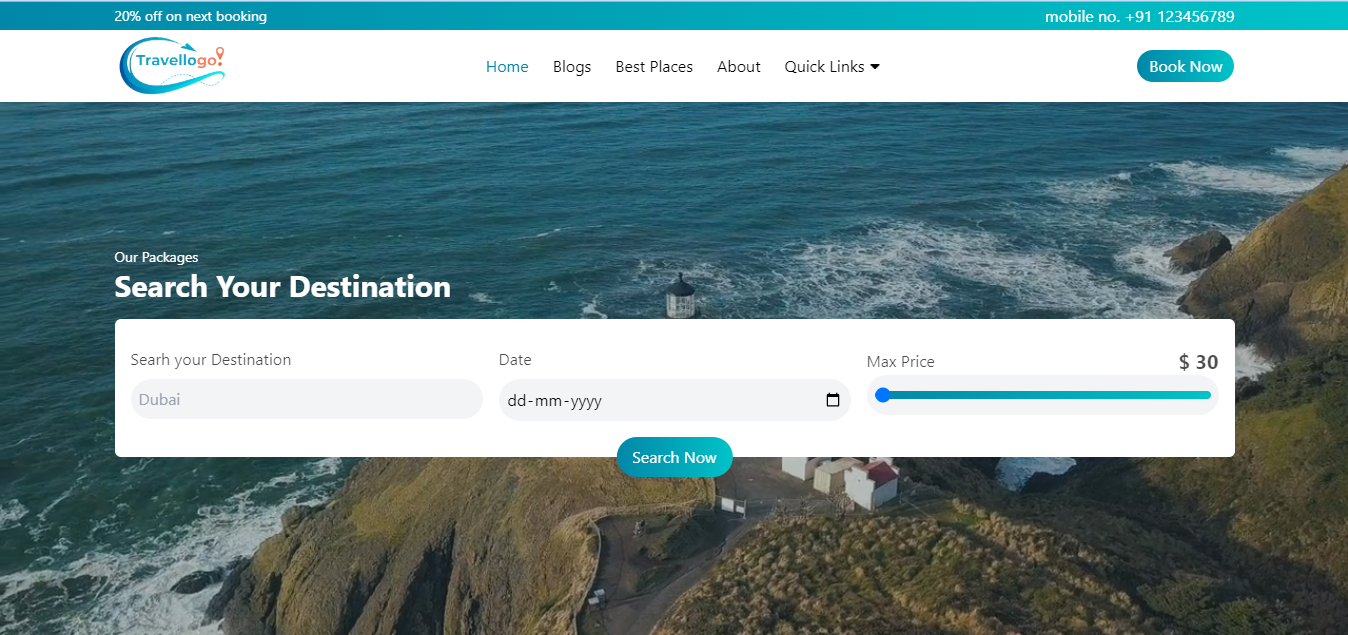 20% off on next booking
mobile no. +91 123456789
Travellogo!
Home Blogs Best Places About Quick Links
Book Now
Our Packages
Search Your Destination
Searh your Destination
Dubai
Date
dd-mm-yyyy
Max Price
$ 30
Search Now